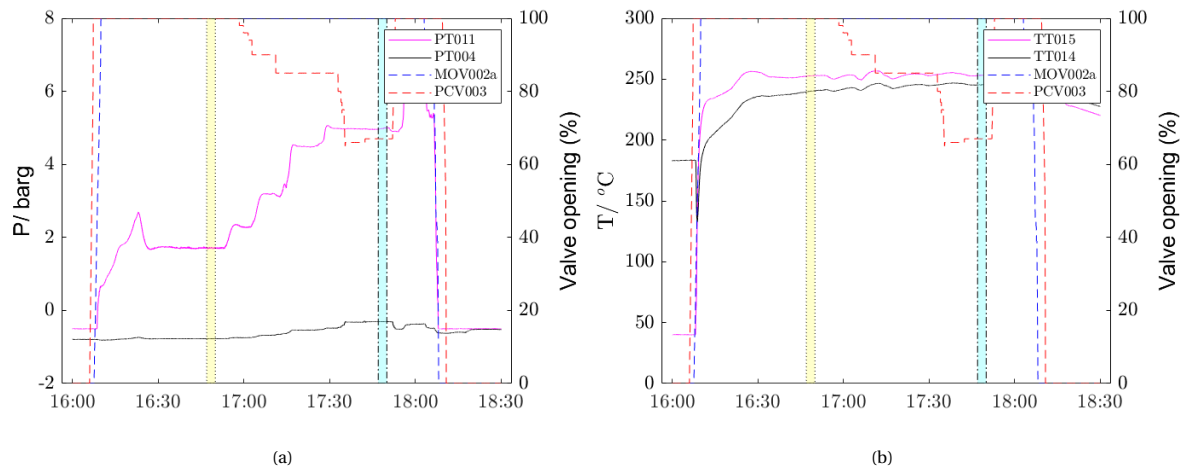 8
6
4
2
0
-2
P/ barg
16:00
16:30
17:00
17:30
18:00
18:30
100
80
60
40
20
0
Valve opening (%)
PT011
PT004
MOV002a
PCV003
(a)
300
250
200
150
100
50
0
T/ °C
16:00
16:30
17:00
17:30
18:00
18:30
100
80
60
40
20
0
Valve opening (%)
TT015
TT014
MOV002a
PCV003
(b)